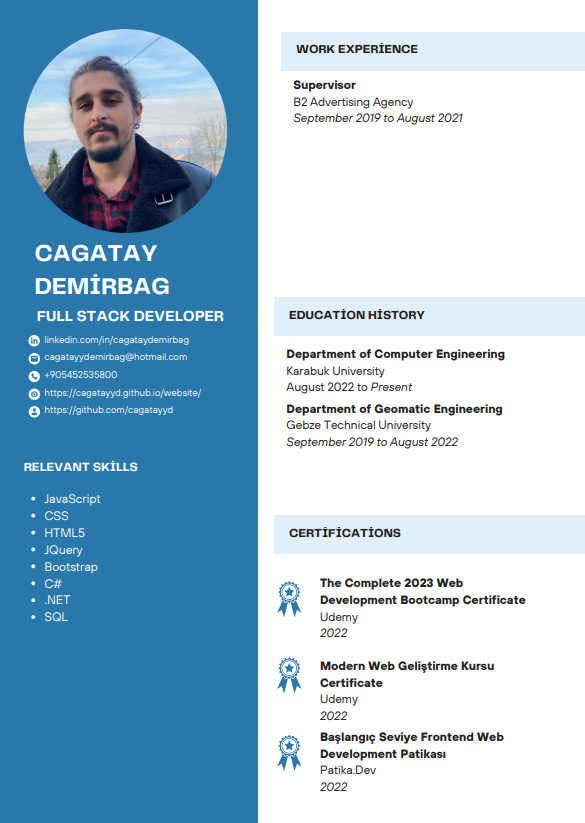 CAGATAY
DEMİRBAG
FULL STACK DEVELOPER
linkedin.com/in/cagataydemirbag
cagatayydemirbag@hotmail.com
+905452535800
https://cagatayyd.github.io/website/
https://github.com/cagatayyd
RELEVANT SKİLLS
• JavaScript
• CSS
• HTML5
• JQuery
• Bootstrap
• C#
• .NET
• SQL
WORK EXPERİENCE
Supervisor
B2 Advertising Agency
September 2019 to August 2021
EDUCATİON HİSTORY
Department of Computer Engineering
Karabuk University
August 2022 to Present
Department of Geomatic Engineering
Gebze Technical University
September 2019 to August 2022
CERTİFİCATİONS
The Complete 2023 Web
Development Bootcamp Certificate
Udemy
2022
Modern Web Geliştirme Kursu
Certificate
Udemy
2022
Başlangıç Seviye Frontend Web
Development Patikası
Patika.Dev
2022